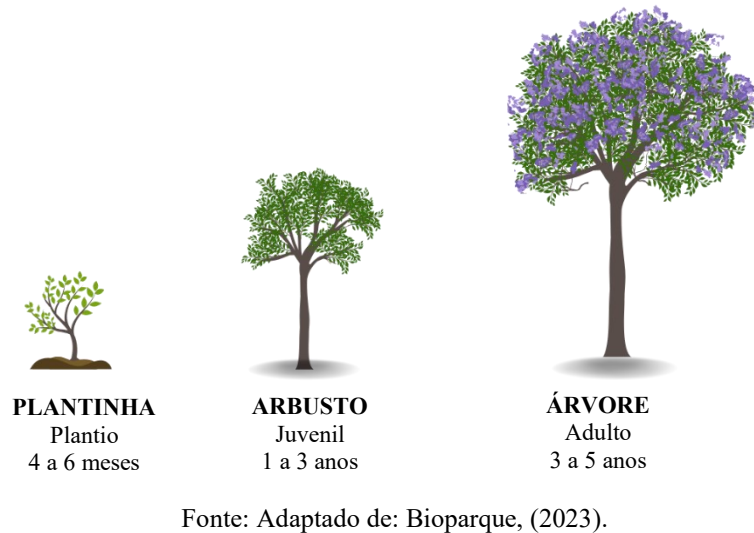 PLANTINHA
Plantio
4 a 6 meses
ARBUSTO
Juvenil
1 a 3 anos
ÁRVORE
Adulto
3 a 5 anos
Fonte: Adaptado de: Bioparque, (2023).